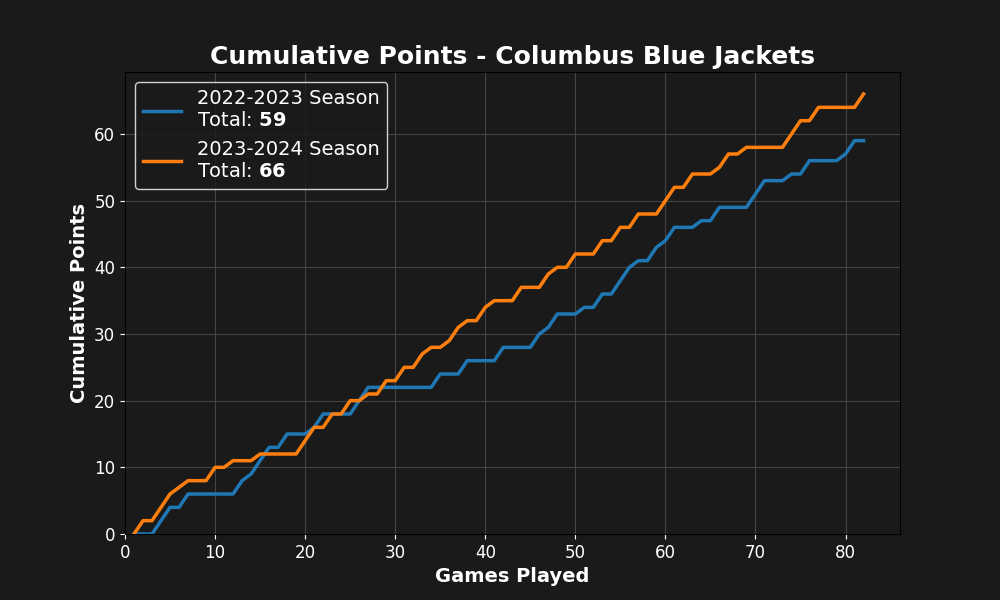 Cumulative Points - Columbus Blue Jackets
2022-2023 Season
Total: 59
2023-2024 Season
Total: 66
Cumulative Points
60
50
40
30
20
10
0
0 10 20 30 40 50 60 70 80
Games Played